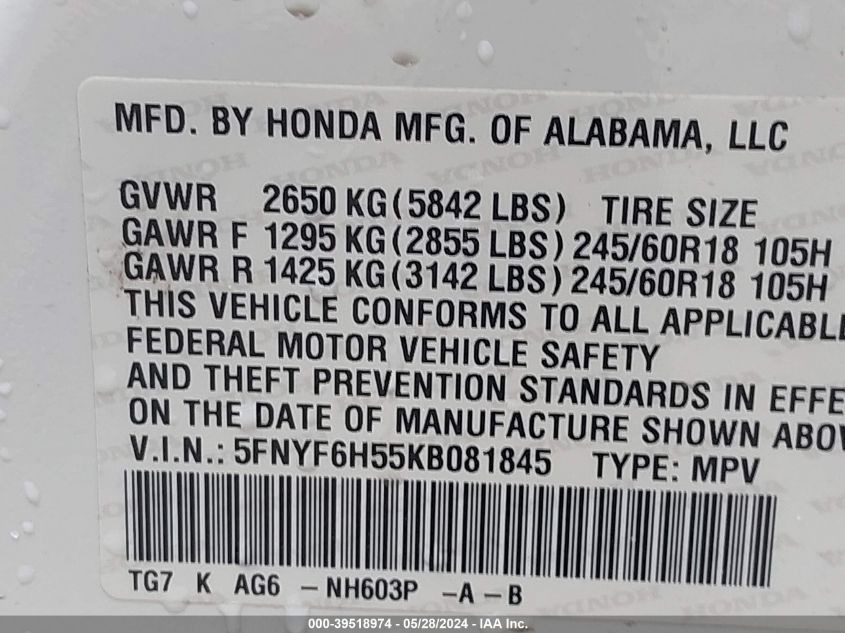 MFD. BY HONDA MFG. OF ALABAMA, LLC
GVWR 2650 KG (5842 LBS) TIRE SIZE
GAWR F 1295 KG (2855 LBS) 245/60R18 105H
GAWR R 1425 KG (3142 LBS) 245/60R18 105H
THIS VEHICLE CONFORMS TO ALL APPLICABL
FEDERAL MOTOR VEHICLE SAFETY
AND THEFT PREVENTION STANDARDS IN EFFE
ON THE DATE OF MANUFACTURE SHOWN ABOV
V.I.N.: 5FNYF6H55KB081845 TYPE: MPV
TG7 K AG6 -NH603P -A-B
000-39518974 - 05/28/2024 - IAA Inc.